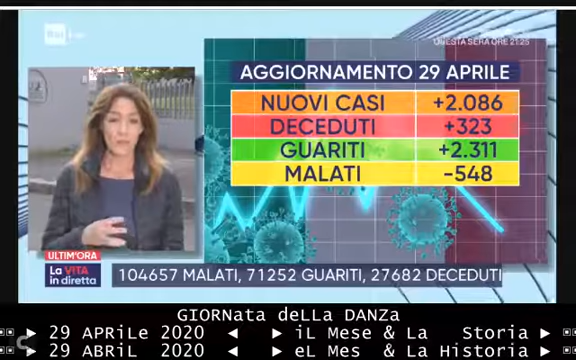 Rai
QUESTA SERA ORE 21:25
AGGIORNAMENTO 29 APRILE
NUOVI CASI +2.086
DECEDUTI +323
GUARITI +2.311
MALATI -548
ULTIM'ORA
La VITA
in diretta
104657 MALATI, 71252 GUARITI, 27682 DECEDUTI
GIORNata deLLA DANZa
29 APRiLe 2020 ◄ ► iL Mese & La Storia
29 ABRiL 2020 ◄ ► eL Mes & La Historia